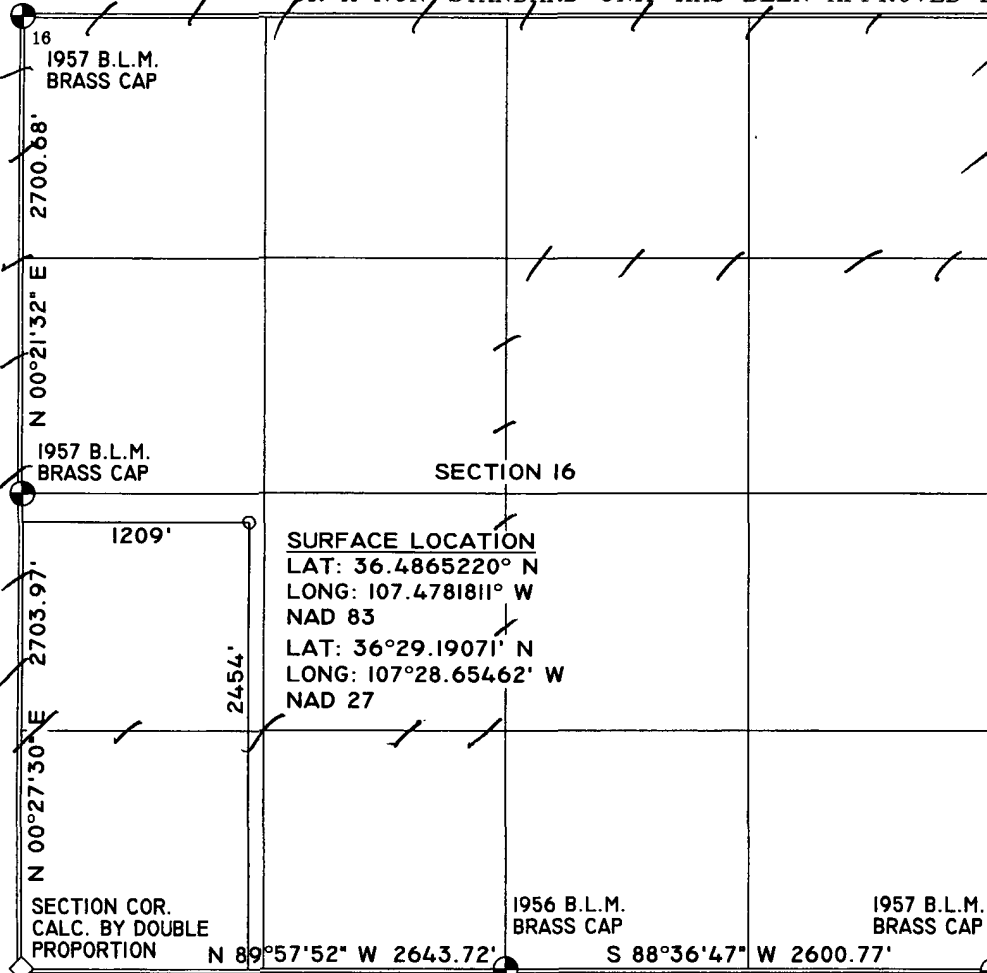 16
1957 B.L.M.
BRASS CAP
2700.68'
N 00°21'32" E
1957 B.L.M.
BRASS CAP
SECTION 16
1209'
SURFACE LOCATION
LAT: 36.4865220° N
LONG: 107.4781811° W
NAD 83
LAT: 36°29.19071' N
LONG: 107°28.65462' W
NAD 27
2454'
2703.97'
N 00°27'30" E
SECTION COR.
CALC. BY DOUBLE
PROPORTION
N 89°57'52" W 2643.72'
1956 B.L.M.
BRASS CAP
S 88°36'47" W 2600.77'
1957 B.L.M.
BRASS CAP